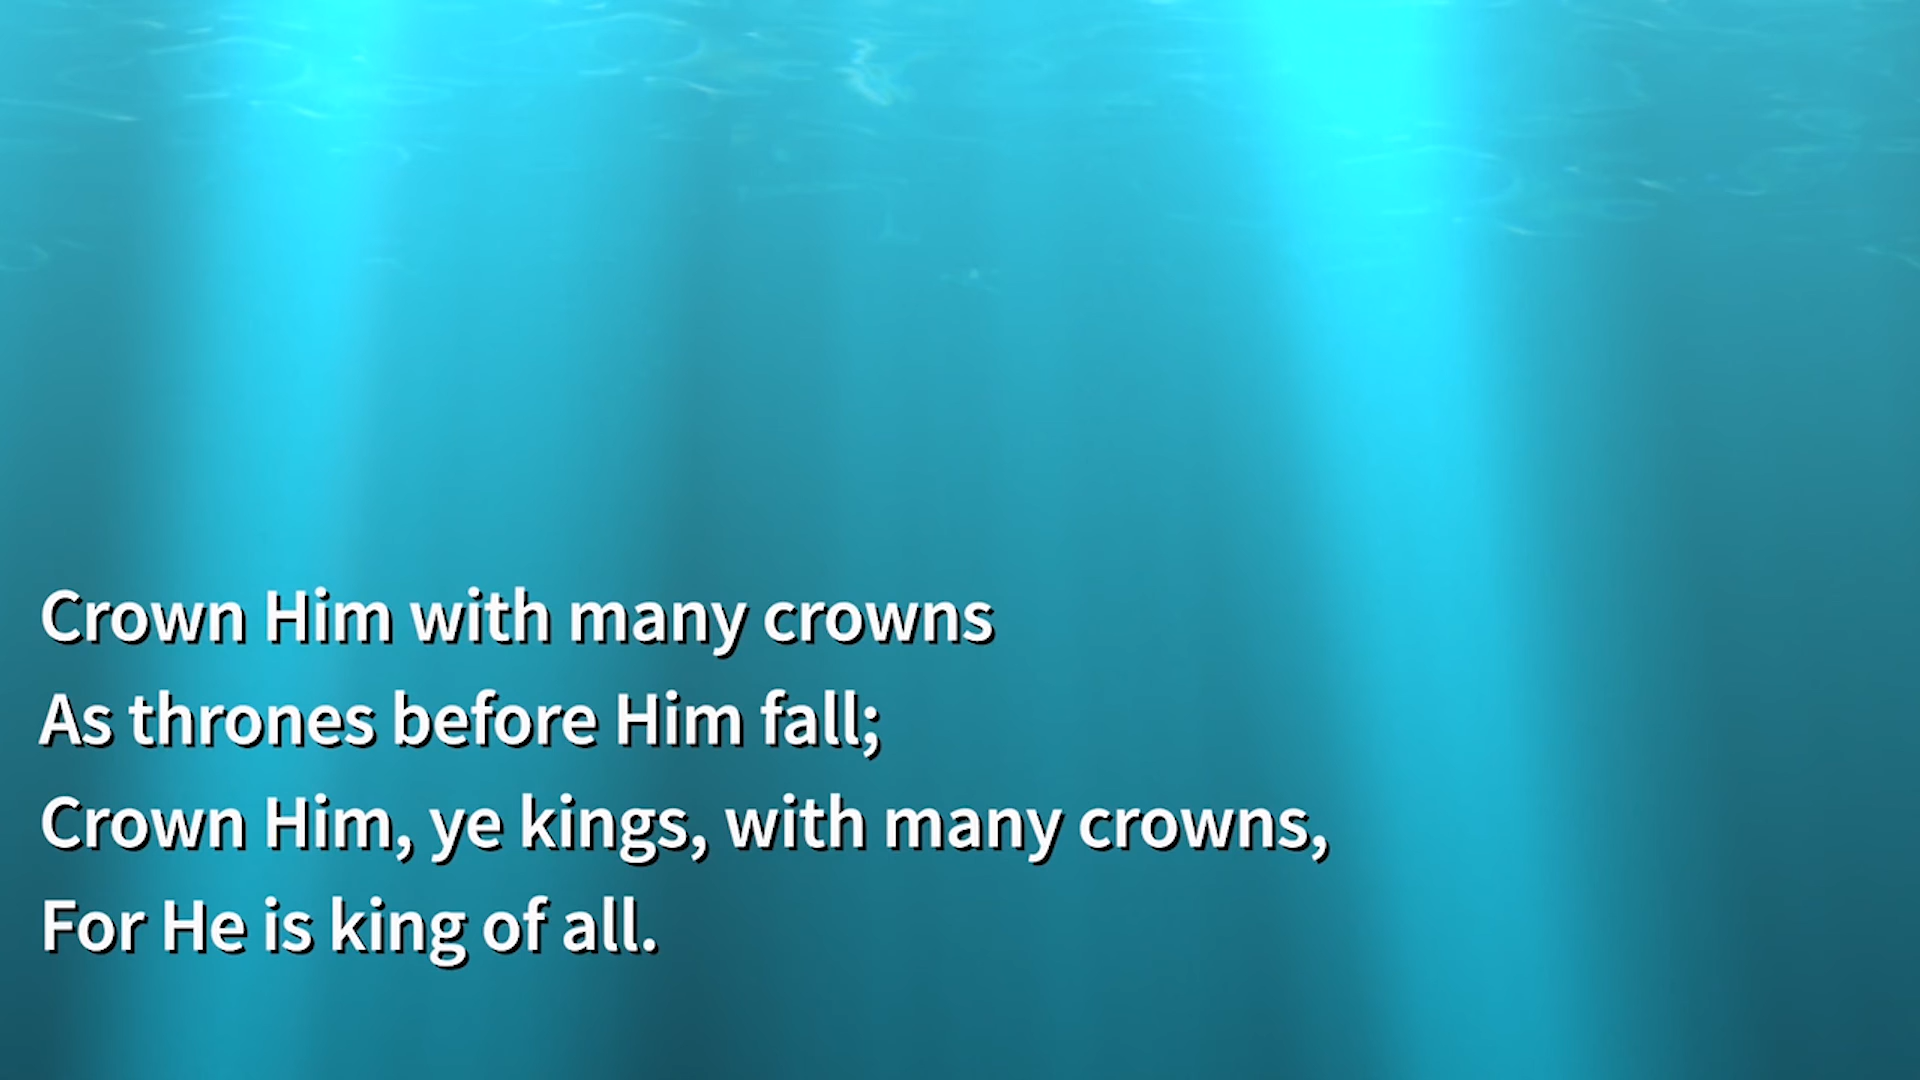 Crown Him with many crowns
As thrones before Him fall;
Crown Him, ye kings, with many crowns,
For He is king of all.